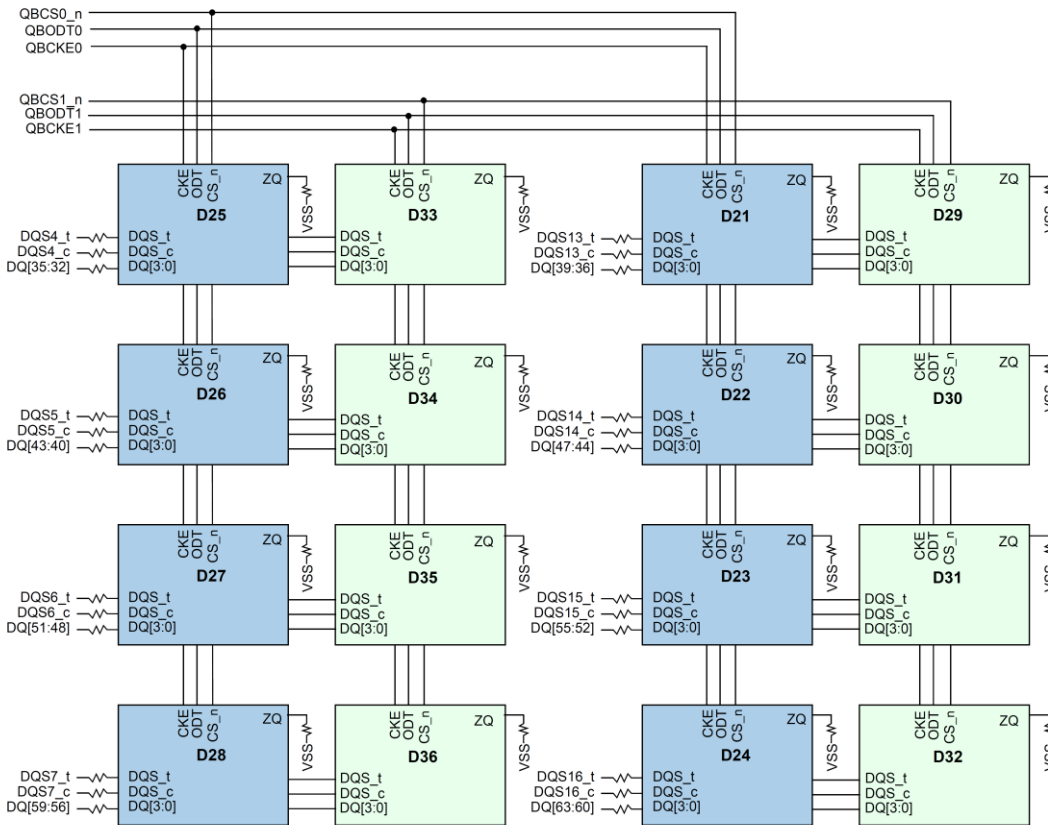 QBCS0_n
QBODT0
QBCKE0
QBCS1_n
QBODT1
QBCKE1
CKE ODT CS_n ZQ VSS
D25
DQS4_t DQS_t
DQS4_c DQS_c
DQ[35:32] DQ[3:0]
CKE ODT CS_n ZQ VSS
D33
DQS_t
DQS_c
DQ[3:0]
CKE ODT CS_n ZQ VSS
D21
DQS13_t DQS_t
DQS13_c DQS_c
DQ[39:36] DQ[3:0]
CKE ODT CS_n ZQ VSS
D29
DQS_t
DQS_c
DQ[3:0]
CKE ODT CS_n ZQ VSS
D26
DQS5_t DQS_t
DQS5_c DQS_c
DQ[43:40] DQ[3:0]
CKE ODT CS_n ZQ VSS
D34
DQS_t
DQS_c
DQ[3:0]
CKE ODT CS_n ZQ VSS
D22
DQS14_t DQS_t
DQS14_c DQS_c
DQ[47:44] DQ[3:0]
CKE ODT CS_n ZQ VSS
D30
DQS_t
DQS_c
DQ[3:0]
CKE ODT CS_n ZQ VSS
D27
DQS6_t DQS_t
DQS6_c DQS_c
DQ[51:48] DQ[3:0]
CKE ODT CS_n ZQ VSS
D35
DQS_t
DQS_c
DQ[3:0]
CKE ODT CS_n ZQ VSS
D23
DQS15_t DQS_t
DQS15_c DQS_c
DQ[55:52] DQ[3:0]
CKE ODT CS_n ZQ VSS
D31
DQS_t
DQS_c
DQ[3:0]
CKE ODT CS_n ZQ VSS
D28
DQS7_t DQS_t
DQS7_c DQS_c
DQ[59:56] DQ[3:0]
CKE ODT CS_n ZQ VSS
D36
DQS_t
DQS_c
DQ[3:0]
CKE ODT CS_n ZQ VSS
D24
DQS16_t DQS_t
DQS16_c DQS_c
DQ[63:60] DQ[3:0]
CKE ODT CS_n ZQ VSS
D32
DQS_t
DQS_c
DQ[3:0]